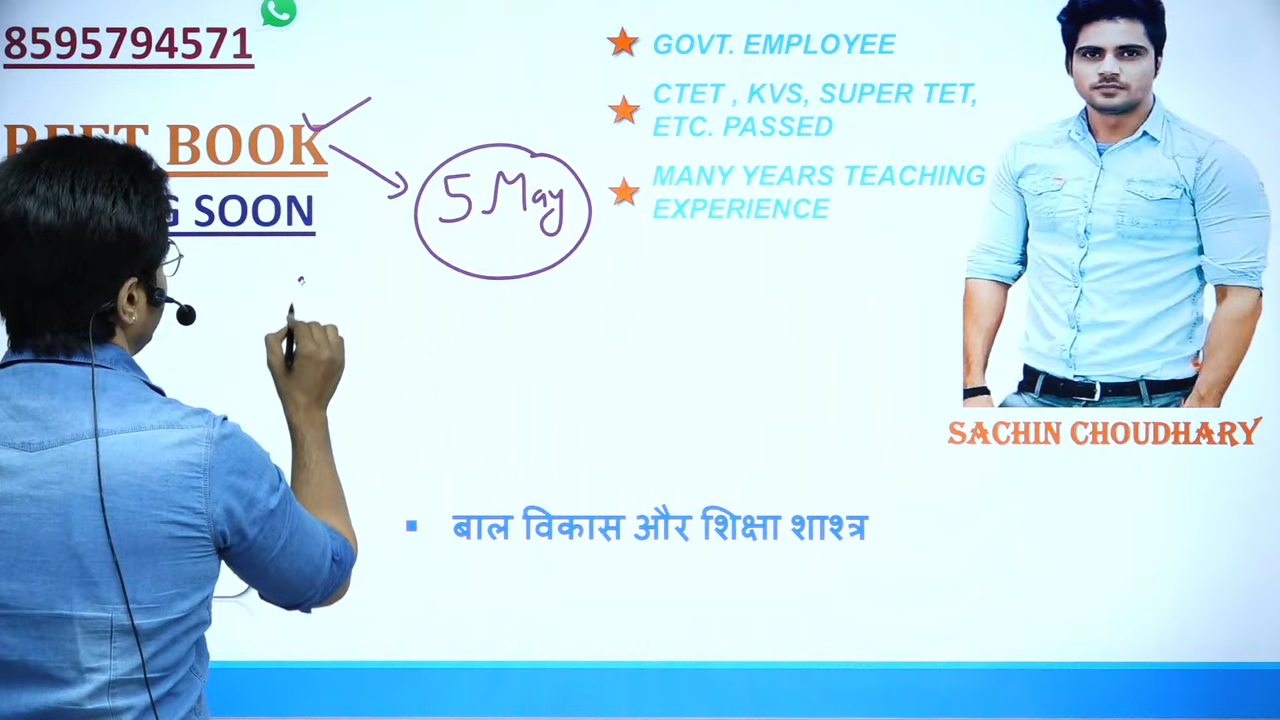 8595794571
BOOK
SOON
5 May
GOVT. EMPLOYEE
CTET , KVS, SUPER TET,
ETC. PASSED
MANY YEARS TEACHING
EXPERIENCE
SACHIN CHOUDHARY
बाल विकास और शिक्षा शाश्त्र